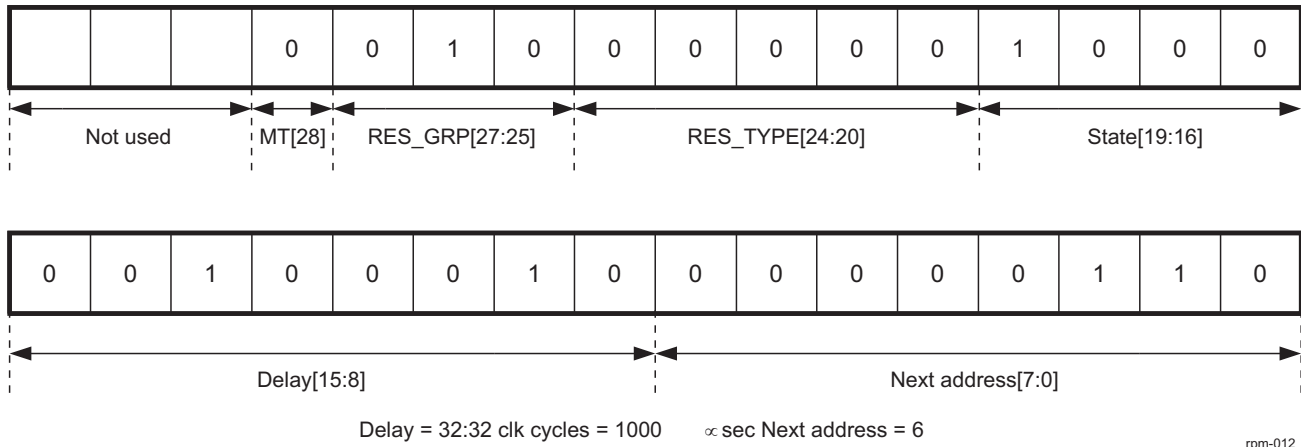 0 0 1 0 0 0 0 0 0 1 0 0 0
Not used MT[28] RES_GRP[27:25] RES_TYPE[24:20] State[19:16]
0 0 1 0 0 0 1 0 0 0 0 0 0 1 1 0
Delay[15:8] Next address[7:0]
Delay = 32:32 clk cycles = 1000 ∝ sec Next address = 6
rpm-012